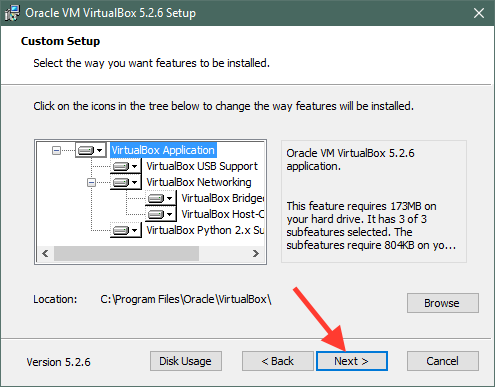 Oracle VM VirtualBox 5.2.6 Setup
Custom Setup
Select the way you want features to be installed.
Click on the icons in the tree below to change the way features will be installed.
VirtualBox Application
VirtualBox USB Support
VirtualBox Networking
VirtualBox Bridged
VirtualBox Host-O
VirtualBox Python 2.x Su
Oracle VM VirtualBox 5.2.6
application.
This feature requires 173MB on
your hard drive. It has 3 of 3
subfeatures selected. The
subfeatures require 804KB on yo...
Location: C:\Program Files\Oracle\VirtualBox\
Browse
Version 5.2.6
Disk Usage
< Back
Next >
Cancel